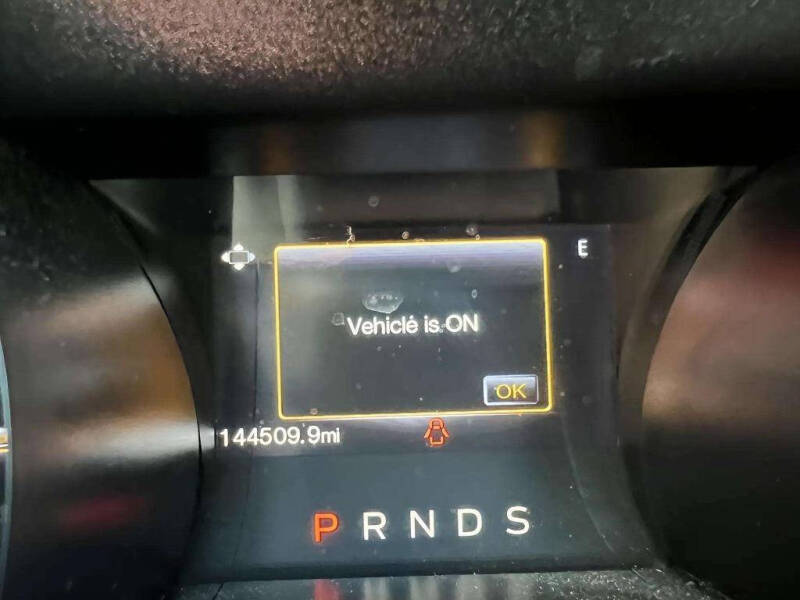 E
Vehicle is ON
OK
144509.9mi
P R N D S